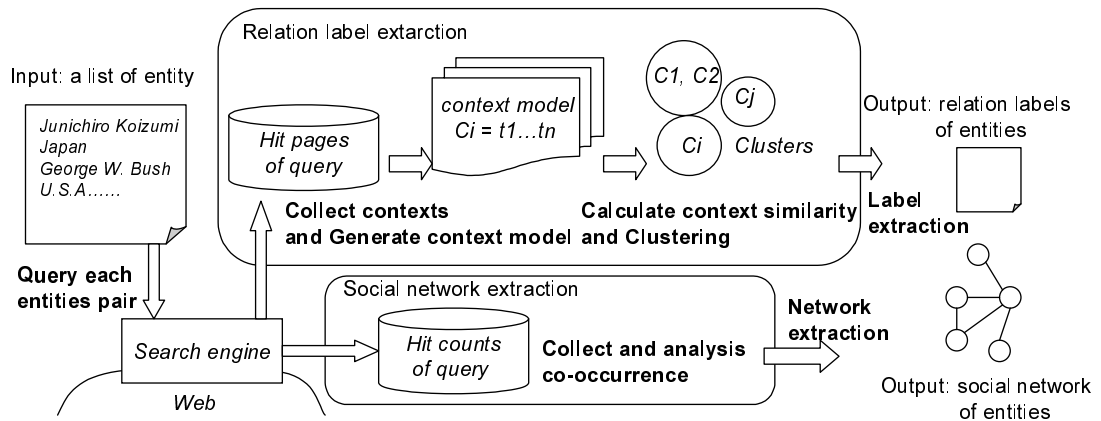 Relation label extarction
Input: a list of entity
Junichiro Koizumi
Japan
George W. Bush
U.S.A......
Query each
entities pair
Search engine
Web
Hit pages
of query
Collect contexts
and Generate context model
context model
Ci = t1...tn
C1, C2
Cj
Ci
Clusters
Calculate context similarity
and Clustering
Label
extraction
Output: relation labels
of entities
Social network extraction
Hit counts
of query
Collect and analysis
co-occurrence
Network
extraction
Output: social network
of entities